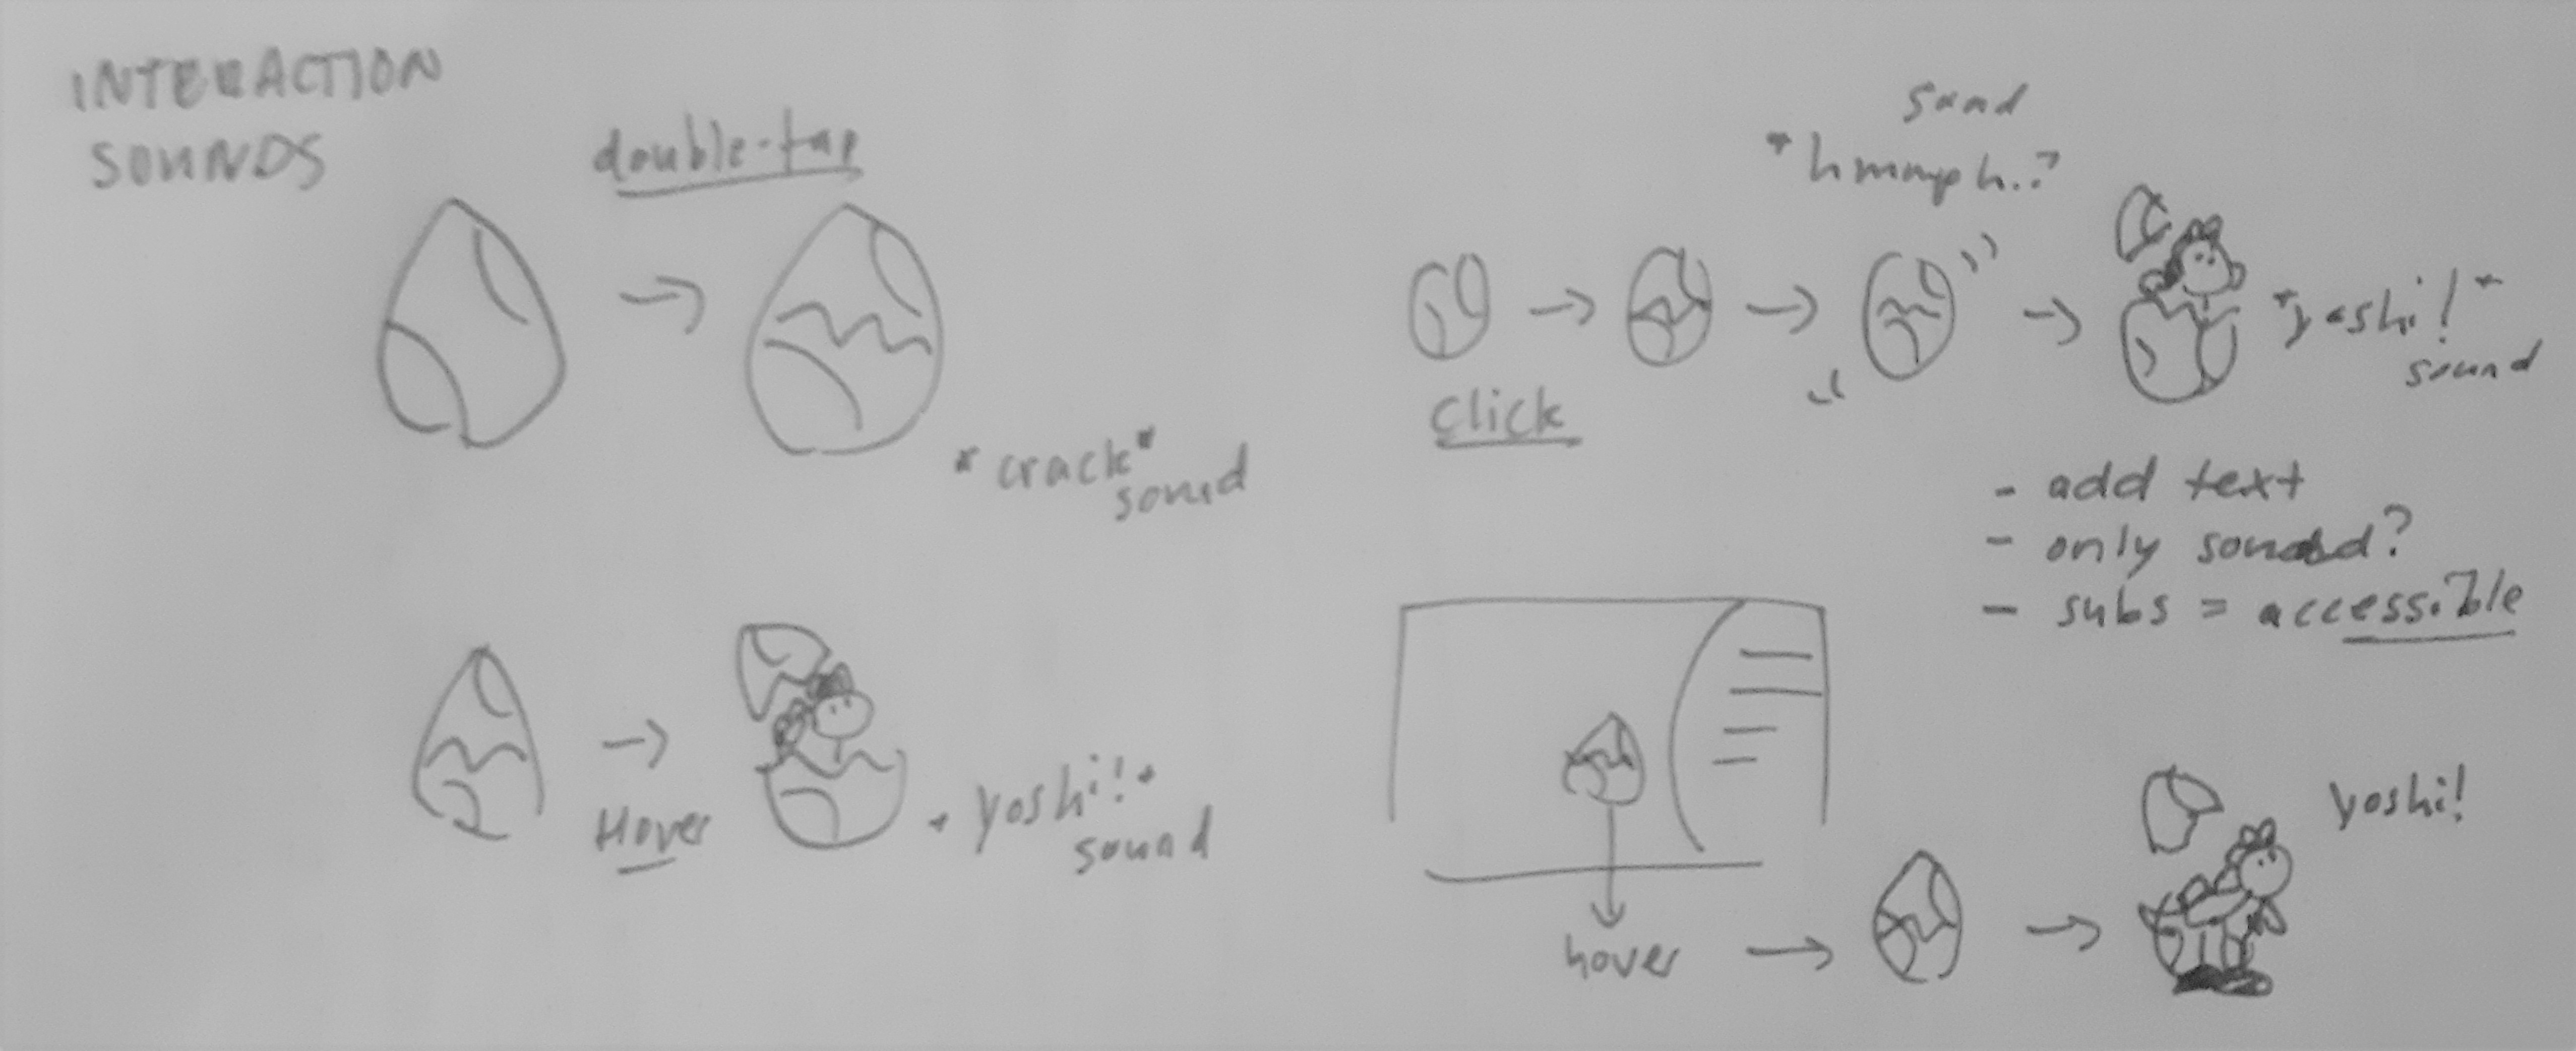 INTERACTION
SOUNDS
double-tap
*crack*
sound
sound
*hmmph..?
click
*yoshi!*
sound
- add text
- only sound?
- subs = accessible
Hover
* yoshi!*
sound
hover
yoshi!